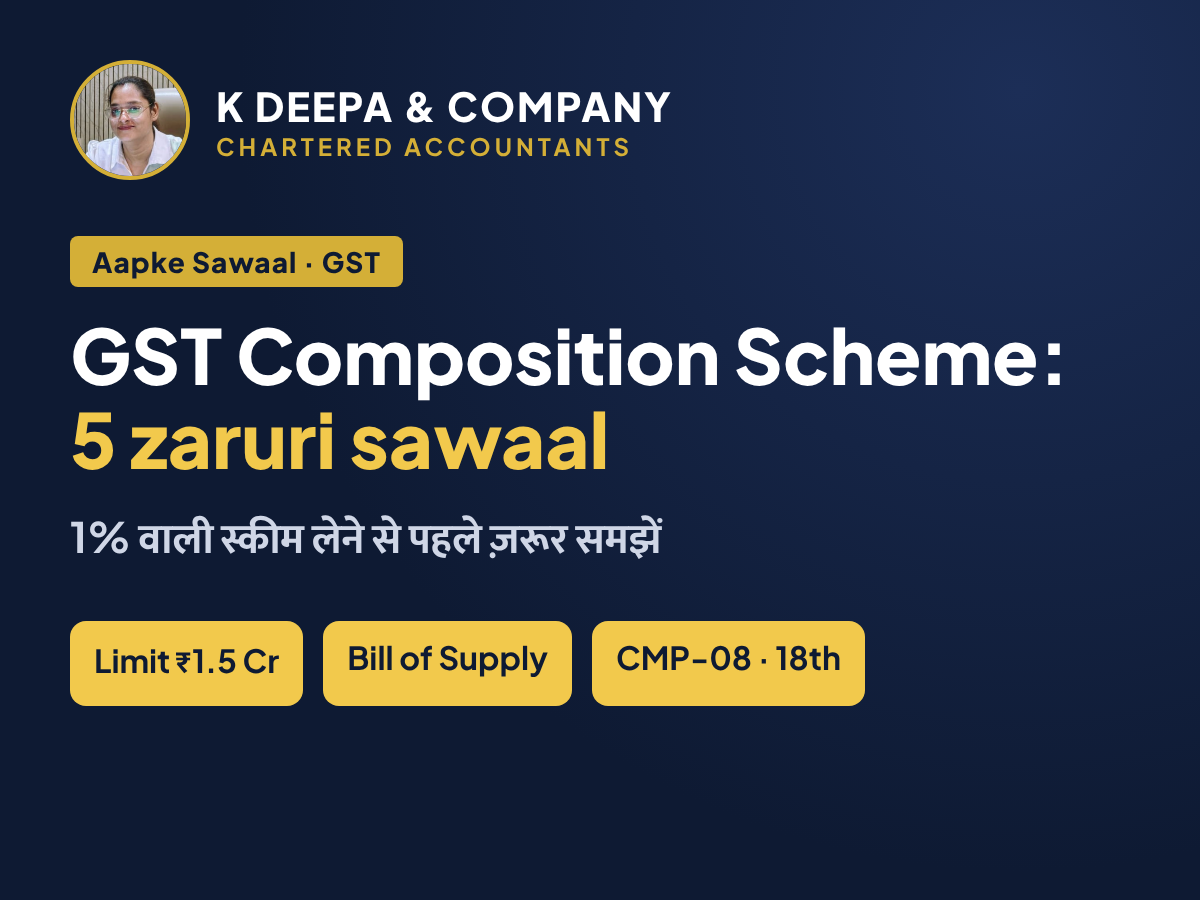 K DEEPA & COMPANY
CHARTERED ACCOUNTANTS
Aapke Sawaal · GST
GST Composition Scheme:
5 zaruri sawaal
1% वाली स्कीम लेने से पहले ज़रूर समझें
Limit ₹1.5 Cr
Bill of Supply
CMP-08 · 18th